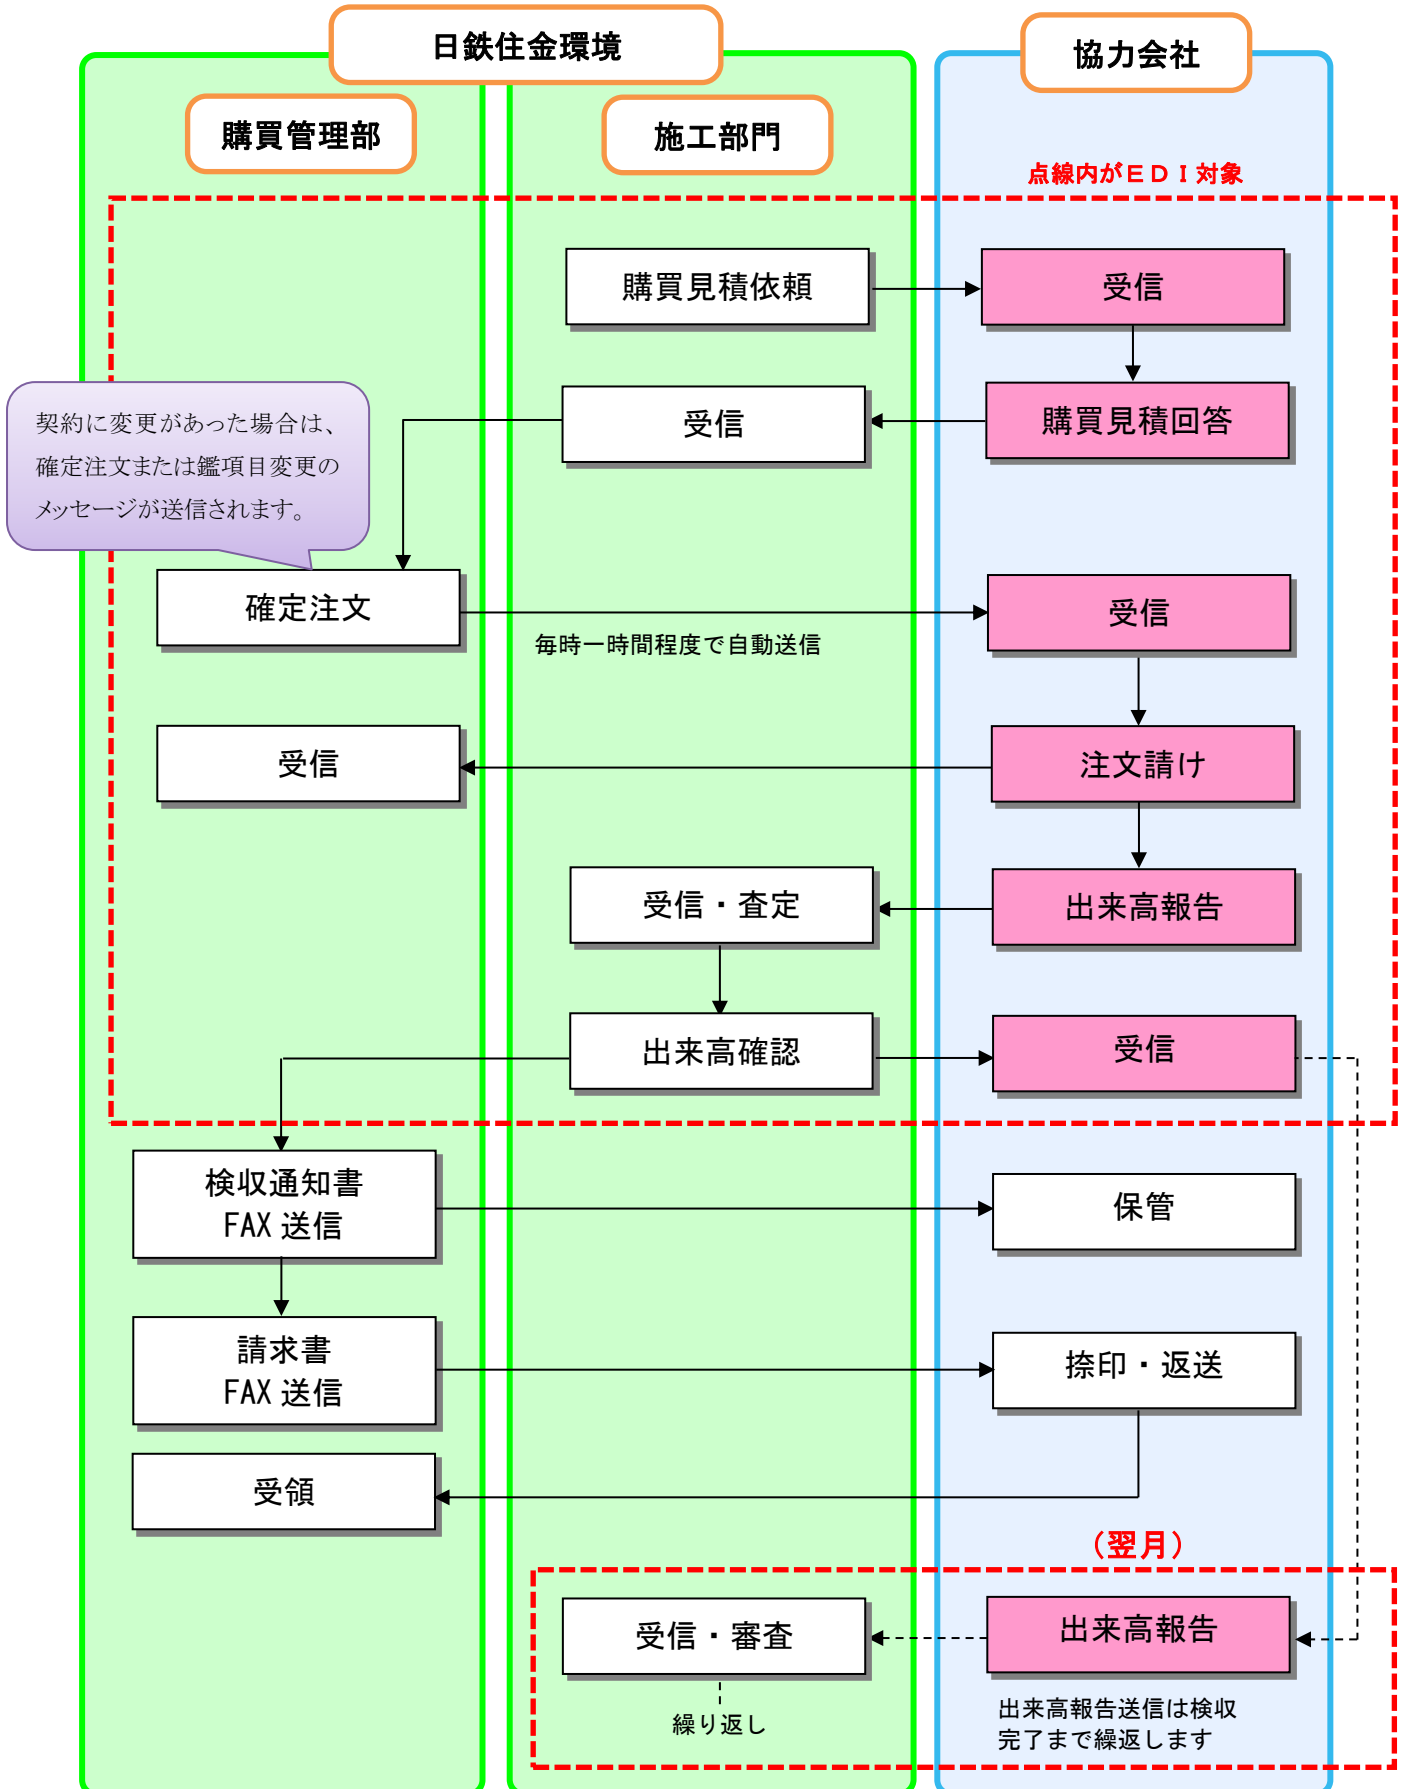 日鉄住金環境
協力会社
購買管理部
施工部門
点線内がＥＤＩ対象
購買見積依頼
受信
受信
購買見積回答
契約に変更があった場合は、
確定注文または鑑項目変更の
メッセージが送信されます。
確定注文
毎時一時間程度で自動送信
受信
受信
注文請け
受信・査定
出来高報告
出来高確認
受信
検収通知書
FAX 送信
保管
請求書
FAX 送信
捺印・返送
受領
（翌月）
受信・審査
出来高報告
繰り返し
出来高報告送信は検収
完了まで繰返します